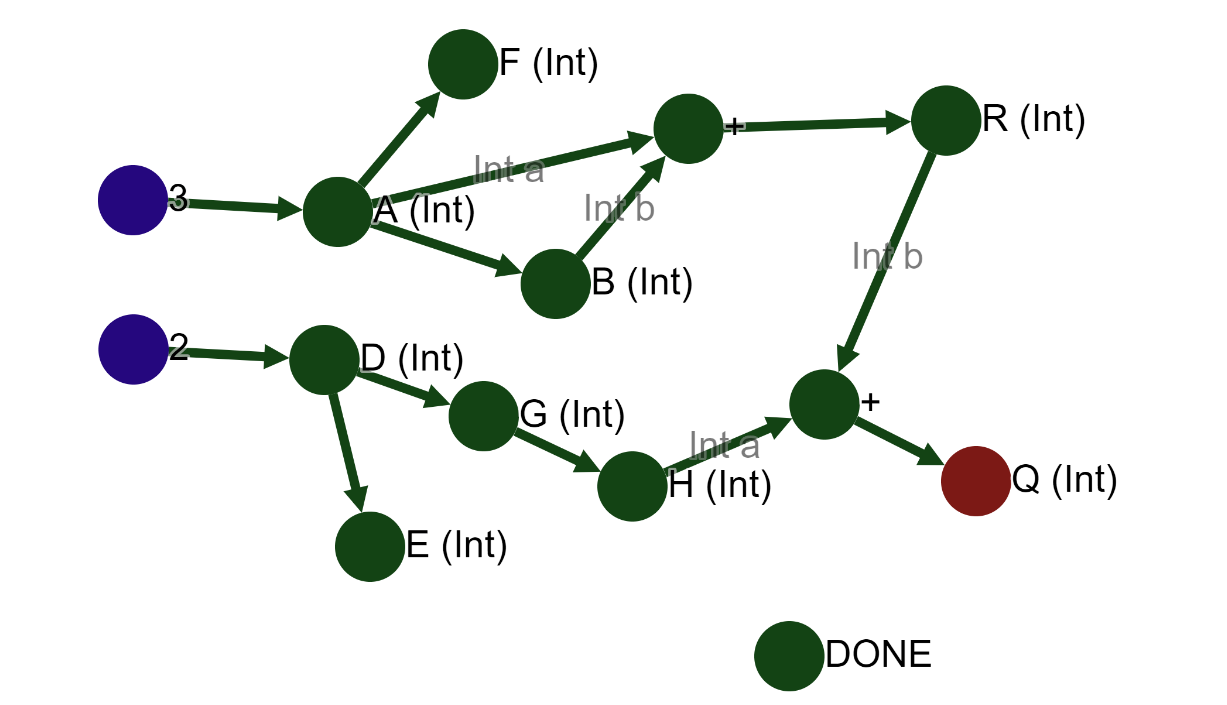 F (Int)
+
R (Int)
Int a
3
A (Int)
Int b
Int b
B (Int)
2
D (Int)
+
G (Int)
Int a
H (Int)
Q (Int)
E (Int)
DONE